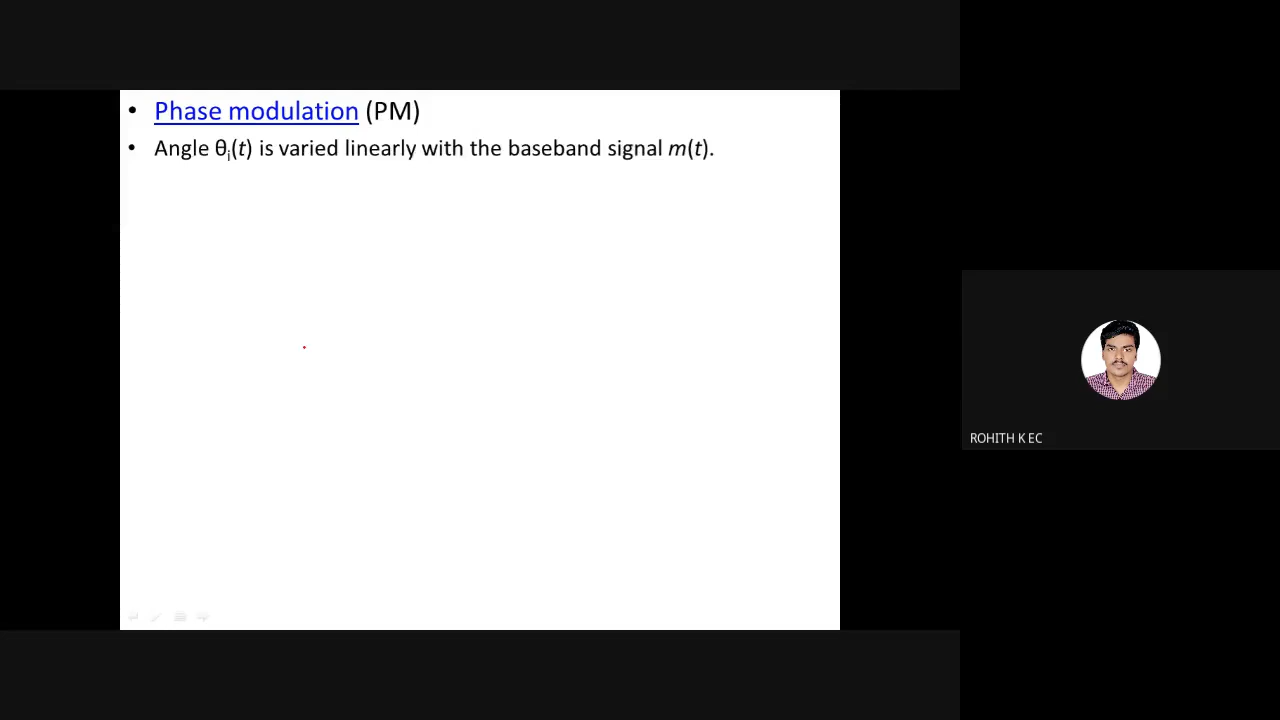 • Phase modulation (PM)
• Angle θᵢ(t) is varied linearly with the baseband signal m(t).
ROHITH K EC